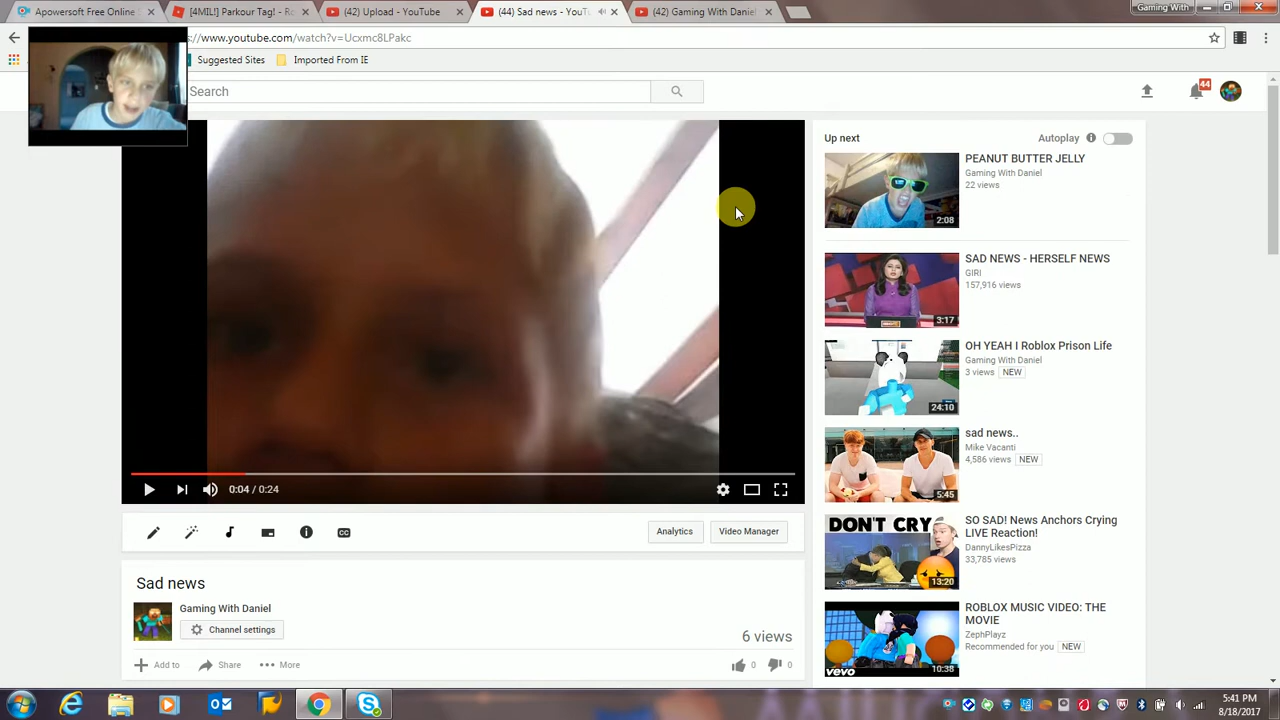 Apowersoft Free Online
[4MIL!] Parkour Tag! - R
(42) Upload - YouTube
(44) Sad news - YouT
(42) Gaming With Daniel
Gaming With
://www.youtube.com/watch?v=Ucxmc8LPakc
Suggested Sites
Imported From IE
Search
44
Up next
Autoplay
PEANUT BUTTER JELLY
Gaming With Daniel
22 views
2:08
SAD NEWS - HERSELF NEWS
GIRI
157,916 views
3:17
OH YEAH I Roblox Prison Life
Gaming With Daniel
3 views NEW
24:10
sad news..
Mike Vacanti
4,586 views NEW
5:45
DON'T CRY
SO SAD! News Anchors Crying
LIVE Reaction!
DannyLikesPizza
33,785 views
13:20
ROBLOX MUSIC VIDEO: THE
MOVIE
ZephPlayz
Recommended for you NEW
vevo
10:38
0:04 / 0:24
CC
Analytics
Video Manager
Sad news
Gaming With Daniel
Channel settings
6 views
Add to
Share
More
0
0
5:41 PM
8/18/2017